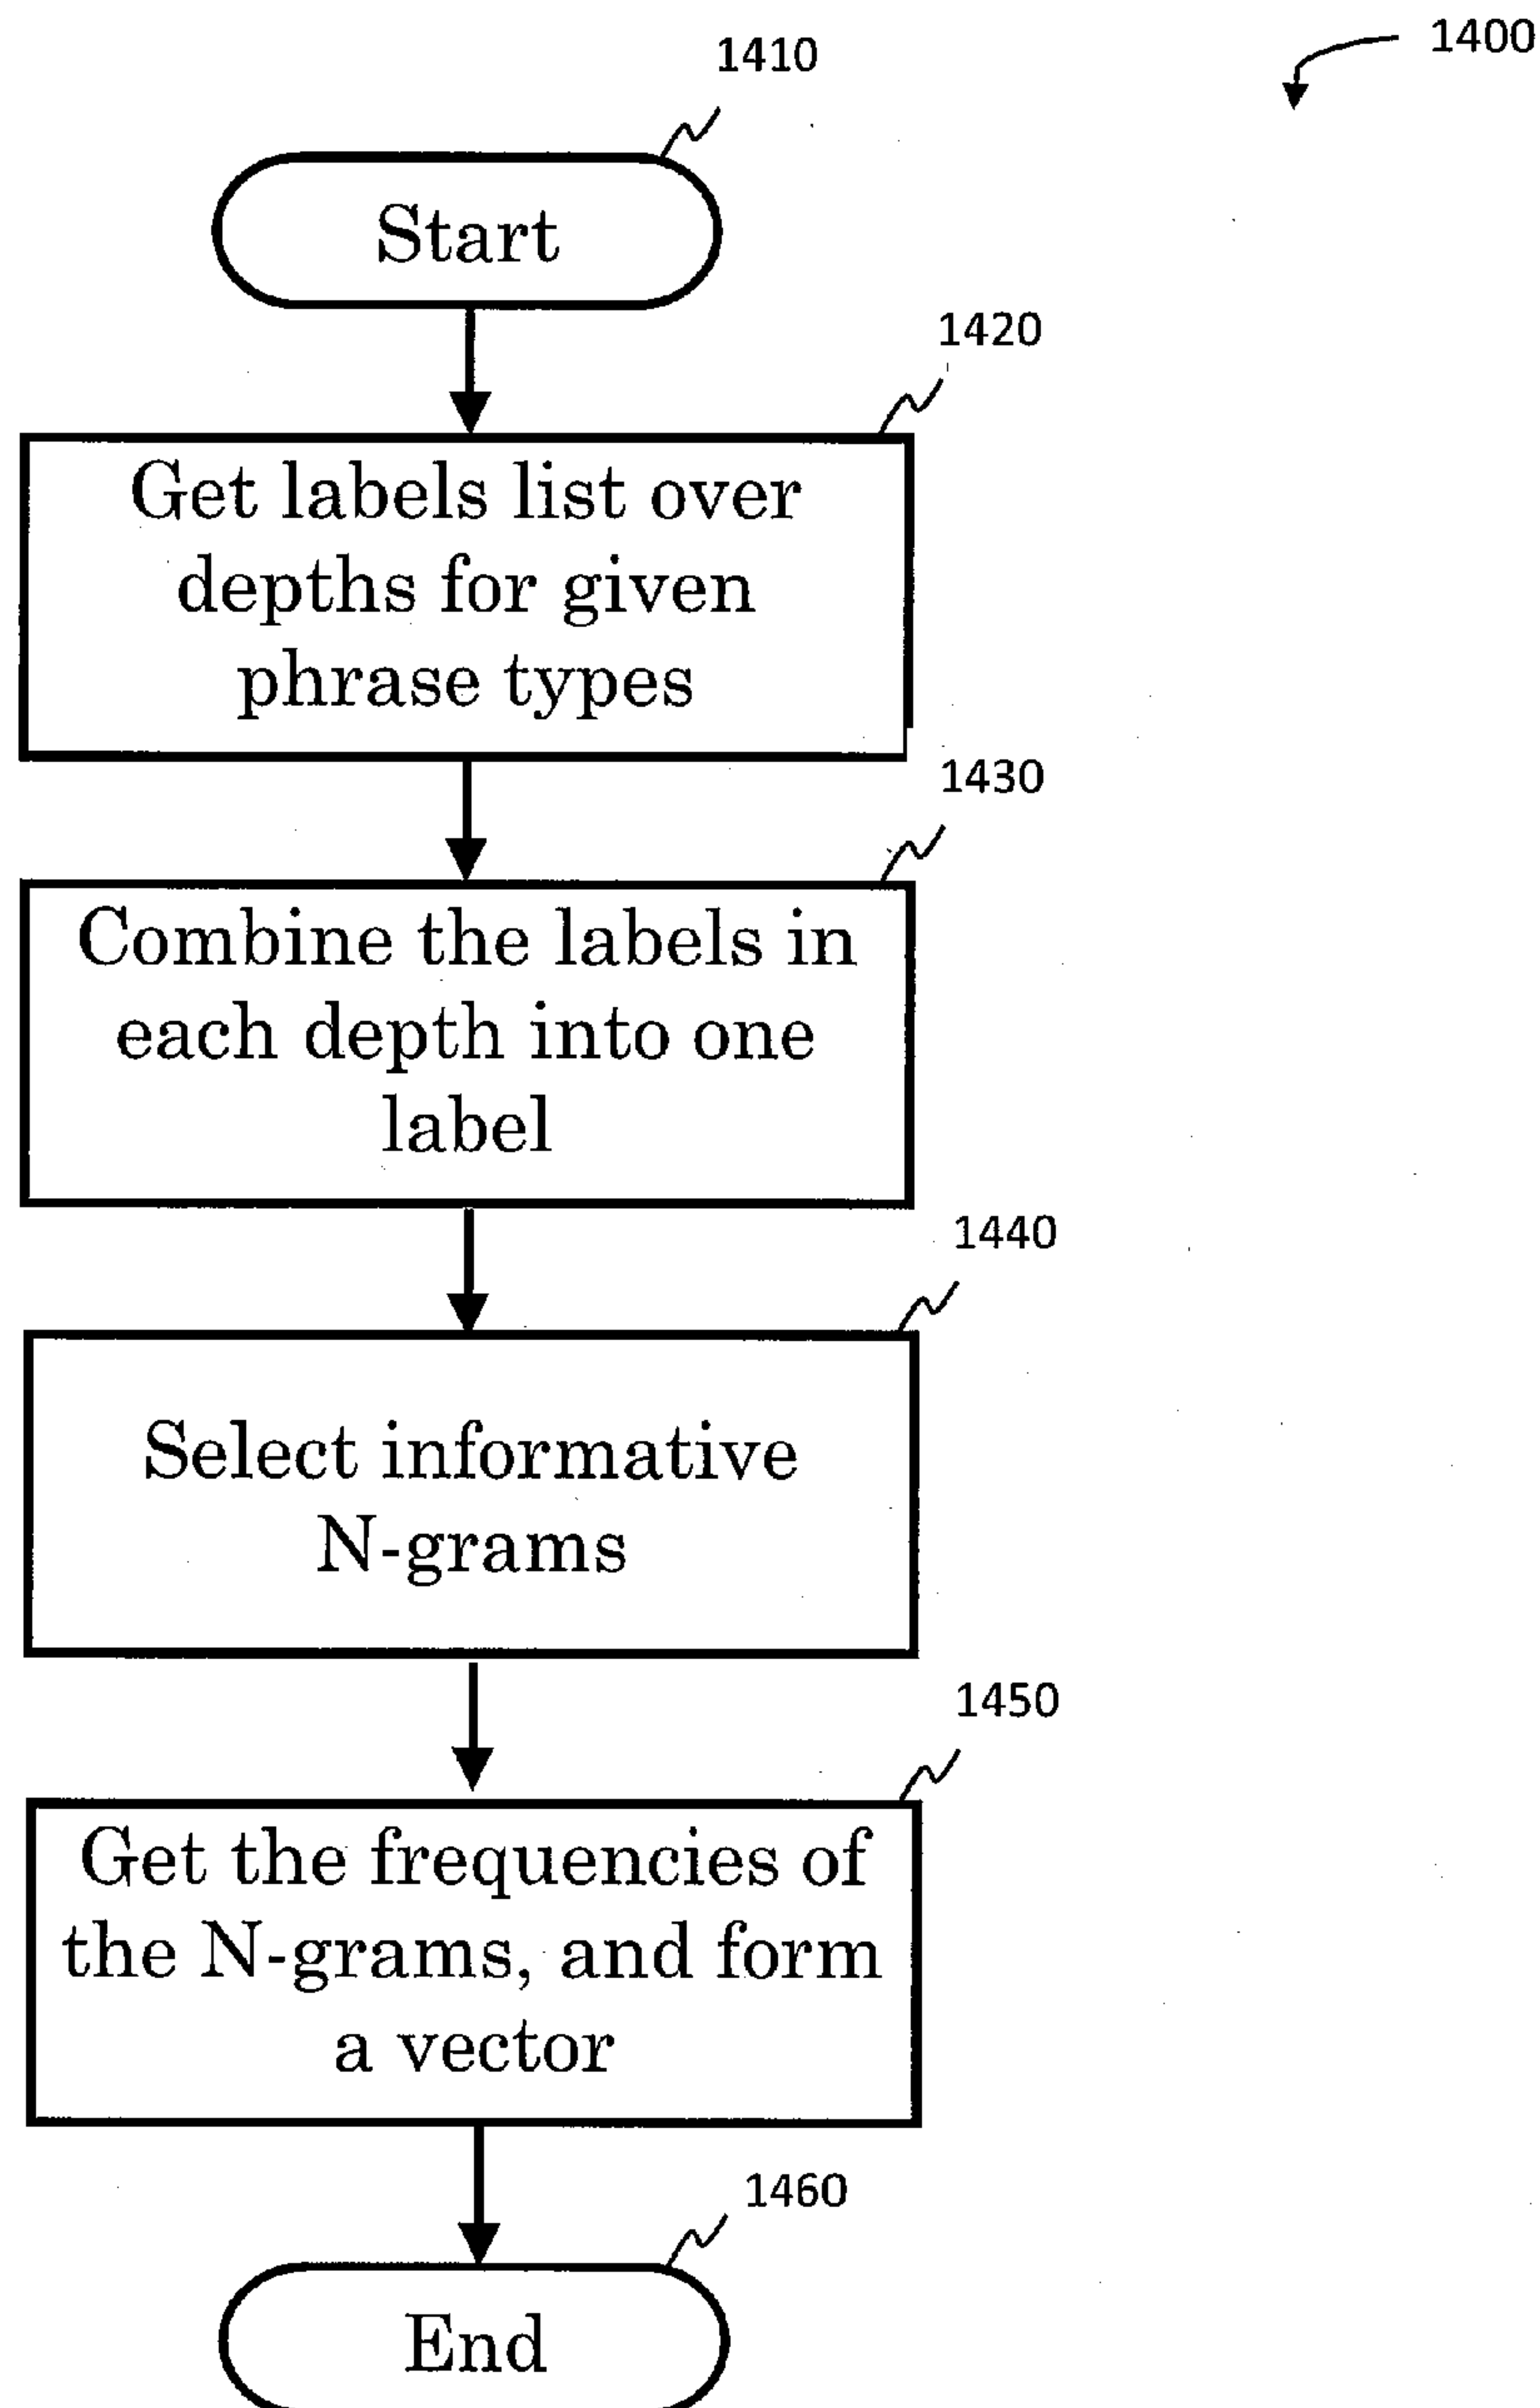 1400
1410
Start
1420
Get labels list over
depths for given
phrase types
1430
Combine the labels in
each depth into one
label
1440
Select informative
N-grams
1450
Get the frequencies of
the N-grams, and form
a vector
1460
End